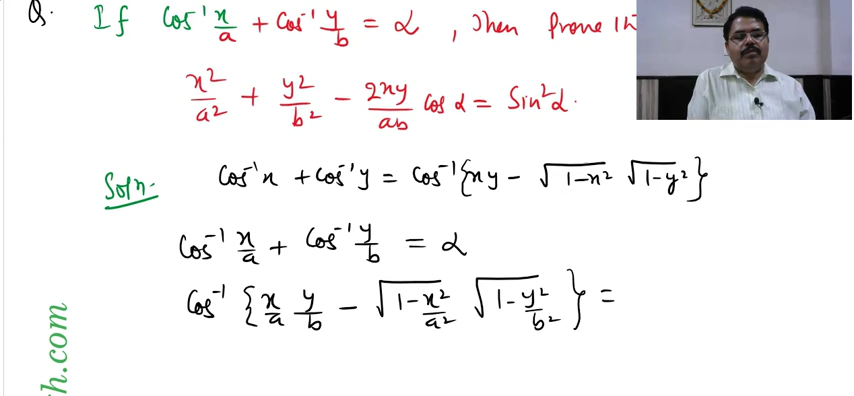 Q. If Cos⁻¹ x/a + Cos⁻¹ y/b = α , Then Prove
x²/a² + y²/b² - 2xy/ab cos α = Sin²α.
Soln. Cos⁻¹x + Cos⁻¹y = Cos⁻¹{xy - √1-x² √1-y²}
Cos⁻¹ x/a + Cos⁻¹ y/b = α
Cos⁻¹ {x/a y/b - √1-x²/a² √1-y²/b²} =
h.com